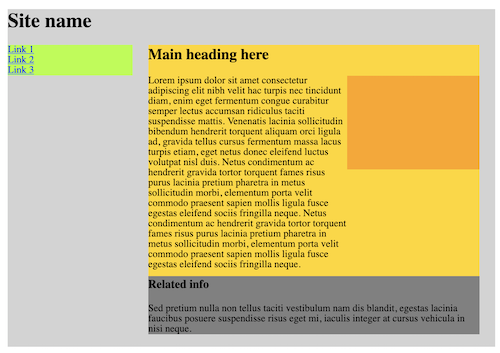 Site name
Link 1
Link 2
Link 3
Main heading here
Lorem ipsum dolor sit amet consectetur
adipiscing elit nibh velit hac turpis nec tincidunt
diam, enim eget fermentum congue curabitur
semper lectus accumsan ridiculus taciti
suspendisse mattis. Venenatis lacinia sollicitudin
bibendum hendrerit torquent aliquam orci ligula
ad, gravida tellus cursus fermentum massa lacus
turpis etiam, eget netus donec eleifend luctus
volutpat nisl duis. Netus condimentum ac
hendrerit gravida tortor torquent fames risus
purus lacinia pretium pharetra in metus
sollicitudin morbi, elementum porta velit
commodo praesent sapien mollis ligula fusce
egestas eleifend sociis fringilla neque. Netus
condimentum ac hendrerit gravida tortor torquent
fames risus purus lacinia pretium pharetra in
metus sollicitudin morbi, elementum porta velit
commodo praesent sapien mollis ligula fusce
egestas eleifend sociis fringilla neque.
Related info
Sed pretium nulla non tellus taciti vestibulum nam dis blandit, egestas lacinia
faucibus posuere suspendisse risus eget mi, iaculis integer at cursus vehicula in
nisi neque.